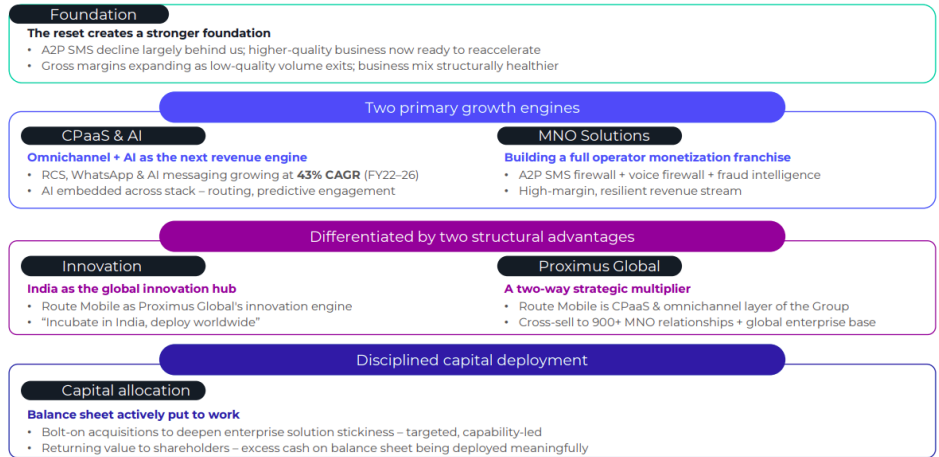 Foundation
The reset creates a stronger foundation
• A2P SMS decline largely behind us; higher-quality business now ready to reaccelerate
• Gross margins expanding as low-quality volume exits; business mix structurally healthier
Two primary growth engines
CPaaS & AI
Omnichannel + AI as the next revenue engine
• RCS, WhatsApp & AI messaging growing at 43% CAGR (FY22–26)
• AI embedded across stack – routing, predictive engagement
MNO Solutions
Building a full operator monetization franchise
• A2P SMS firewall + voice firewall + fraud intelligence
• High-margin, resilient revenue stream
Differentiated by two structural advantages
Innovation
India as the global innovation hub
• Route Mobile as Proximus Global's innovation engine
• “Incubate in India, deploy worldwide”
Proximus Global
A two-way strategic multiplier
• Route Mobile is CPaaS & omnichannel layer of the Group
• Cross-sell to 900+ MNO relationships + global enterprise base
Disciplined capital deployment
Capital allocation
Balance sheet actively put to work
• Bolt-on acquisitions to deepen enterprise solution stickiness – targeted, capability-led
• Returning value to shareholders – excess cash on balance sheet being deployed meaningfully